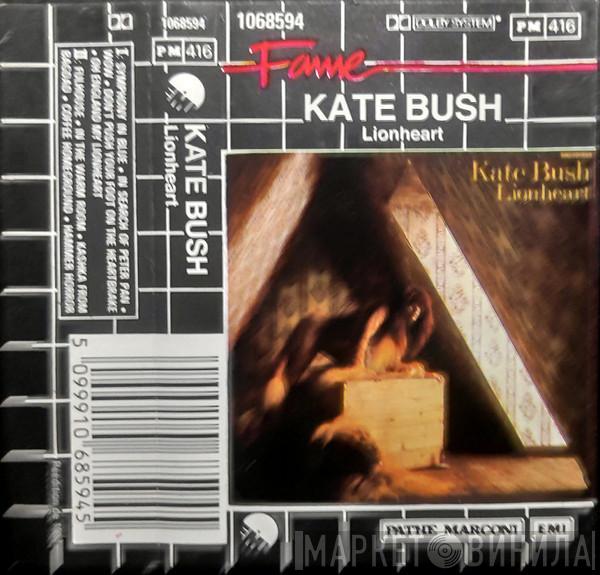 1068594
PM 416
KATE BUSH
Lionheart
I: SYMPHONY IN BLUE • IN SEARCH OF PETER PAN •
WOW • DON'T PUSH YOUR FOOT ON THE HEARTBRAKE
• OH ENGLAND MY LIONHEART
II: FULLHOUSE • IN THE WARM ROOM • KASHKA FROM
BAGDAD • COFFEE HOMEGROUND • HAMMER HORROR
5 099910 685945
1068594
DOLBY SYSTEM
PM 416
Fame
KATE BUSH
Lionheart
Kate Bush
Lionheart
PATHE MARCONI
EMI
МАРКЕТ ВИНИЛА